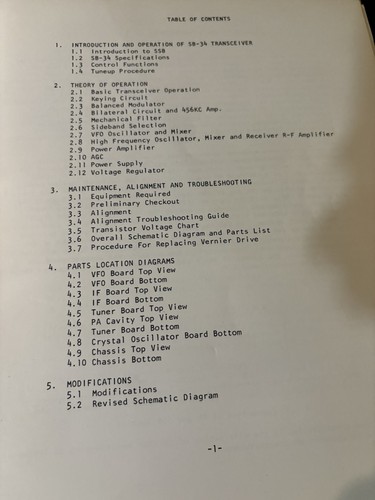 TABLE OF CONTENTS
1. INTRODUCTION AND OPERATION OF SB-34 TRANSCEIVER
1.1 Introduction to SSB
1.2 SB-34 Specifications
1.3 Control Functions
1.4 Tuneup Procedure
2. THEORY OF OPERATION
2.1 Basic Transceiver Operation
2.2 Keying Circuit
2.3 Balanced Modulator
2.4 Bilateral Circuit and 456KC Amp.
2.5 Mechanical Filter
2.6 Sideband Selection
2.7 VFO Oscillator and Mixer
2.8 High Frequency Oscillator, Mixer and Receiver R-F Amplifier
2.9 Power Amplifier
2.10 AGC
2.11 Power Supply
2.12 Voltage Regulator
3. MAINTENANCE, ALIGNMENT AND TROUBLESHOOTING
3.1 Equipment Required
3.2 Preliminary Checkout
3.3 Alignment
3.4 Alignment Troubleshooting Guide
3.5 Transistor Voltage Chart
3.6 Overall Schematic Diagram and Parts List
3.7 Procedure For Replacing Vernier Drive
4. PARTS LOCATION DIAGRAMS
4.1 VFO Board Top View
4.2 VFO Board Bottom
4.3 IF Board Top View
4.4 IF Board Bottom
4.5 Tuner Board Top View
4.6 PA Cavity Top View
4.7 Tuner Board Bottom
4.8 Crystal Oscillator Board Bottom
4.9 Chassis Top View
4.10 Chassis Bottom
5. MODIFICATIONS
5.1 Modifications
5.2 Revised Schematic Diagram
-1-